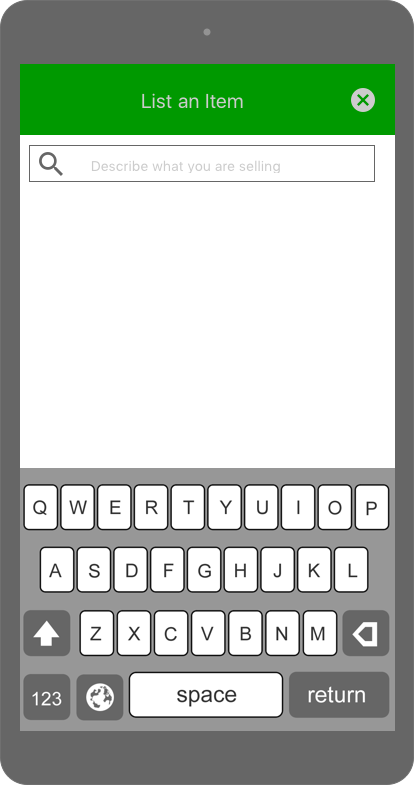 List an Item
Describe what you are selling
Q W E R T Y U I O P
A S D F G H J K L
Z X C V B N M
123 space return